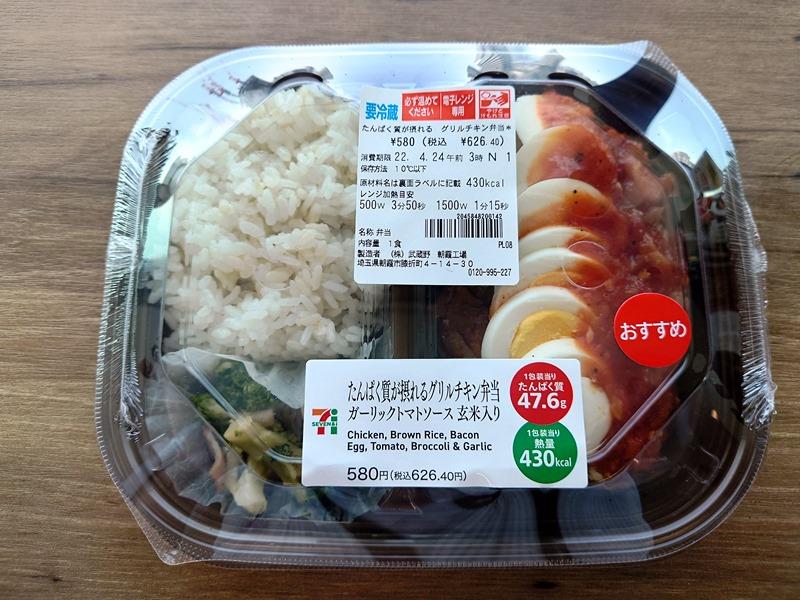 要冷蔵
必ず温めて
ください
電子レンジ
専用
やけど
たんぱく質が摂れる グリルチキン弁当*
¥580 (税込 ¥626.40)
消費期限 22. 4.24午前 3時 N 1
保存方法 10℃以下
原材料名は裏面ラベルに記載 430kcal
レンジ加熱目安
500W 3分50秒 1500W 1分15秒
2045848200142
名称 弁当
内容量 1食
PL08
製造者 (株) 武蔵野 朝霞工場
埼玉県朝霞市膝折町4-14-30
0120-995-227
おすすめ
たんぱく質が摂れるグリルチキン弁当
ガーリックトマトソース 玄米入り
SEVEN&i
Chicken, Brown Rice, Bacon
Egg, Tomato, Broccoli & Garlic
580円(税込626.40円)
1包装当り
たんぱく質
47.6g
1包装当り
熱量
430kcal